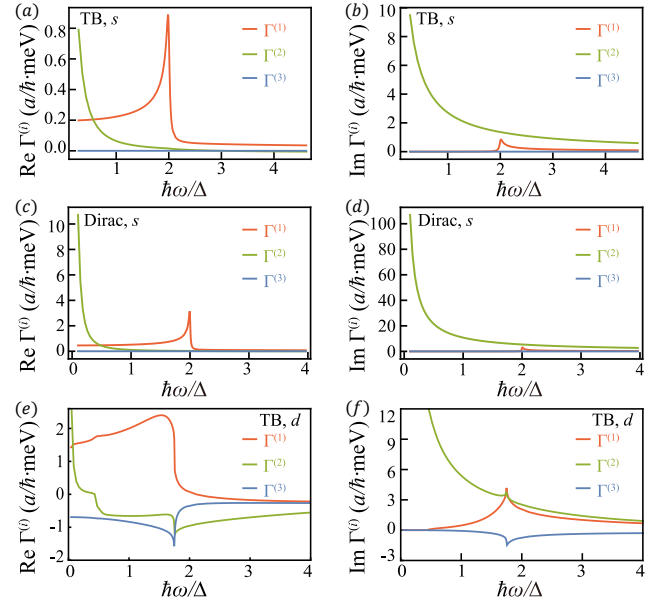 (a) TB, s
Re Γ⁽ⁱ⁾ (a/ℏ·meV)
0.8
0.6
0.4
0.2
0.0
Γ⁽¹⁾
Γ⁽²⁾
Γ⁽³⁾
1 2 3 4
ℏω/Δ
(b) TB, s
Im Γ⁽ⁱ⁾ (a/ℏ·meV)
10
8
6
4
2
0
Γ⁽¹⁾
Γ⁽²⁾
Γ⁽³⁾
1 2 3 4
ℏω/Δ
(c) Dirac, s
Re Γ⁽ⁱ⁾ (a/ℏ·meV)
10
8
6
4
2
0
Γ⁽¹⁾
Γ⁽²⁾
Γ⁽³⁾
0 1 2 3 4
ℏω/Δ
(d) Dirac, s
Im Γ⁽ⁱ⁾ (a/ℏ·meV)
100
80
60
40
20
0
Γ⁽¹⁾
Γ⁽²⁾
Γ⁽³⁾
0 1 2 3 4
ℏω/Δ
(e) TB, d
Re Γ⁽ⁱ⁾ (a/ℏ·meV)
2
1
0
-1
-2
Γ⁽¹⁾
Γ⁽²⁾
Γ⁽³⁾
0 1 2 3 4
ℏω/Δ
(f) TB, d
Im Γ⁽ⁱ⁾ (a/ℏ·meV)
12
9
6
3
0
-3
Γ⁽¹⁾
Γ⁽²⁾
Γ⁽³⁾
0 1 2 3 4
ℏω/Δ